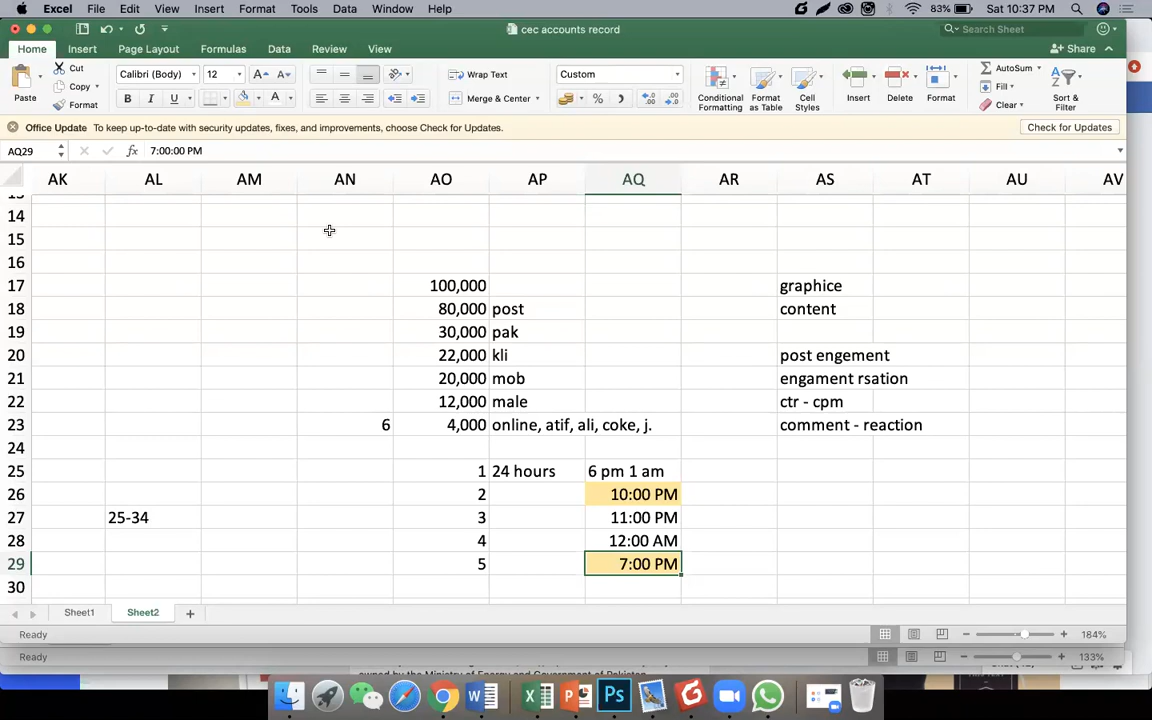 Excel File Edit View Insert Format Tools Data Window Help 83% Sat 10:37 PM
cec accounts record Search Sheet
Home Insert Page Layout Formulas Data Review View Share
Paste Cut Copy Format
Calibri (Body) 12 Wrap Text Merge & Center
B I U
Custom
Conditional Formatting Format as Table Cell Styles Insert Delete Format
AutoSum Fill Clear Sort & Filter
Office Update To keep up-to-date with security updates, fixes, and improvements, choose Check for Updates. Check for Updates
AQ29 fx 7:00:00 PM
AK AL AM AN AO AP AQ AR AS AT AU AV
14
15
16
17 100,000 graphice
18 80,000 post content
19 30,000 pak
20 22,000 kli post engement
21 20,000 mob engament rsation
22 12,000 male ctr - cpm
23 6 4,000 online, atif, ali, coke, j. comment - reaction
24
25 1 24 hours 6 pm 1 am
26 2 10:00 PM
27 25-34 3 11:00 PM
28 4 12:00 AM
29 5 7:00 PM
30
Sheet1 Sheet2 +
Ready 184%
Ready 133%